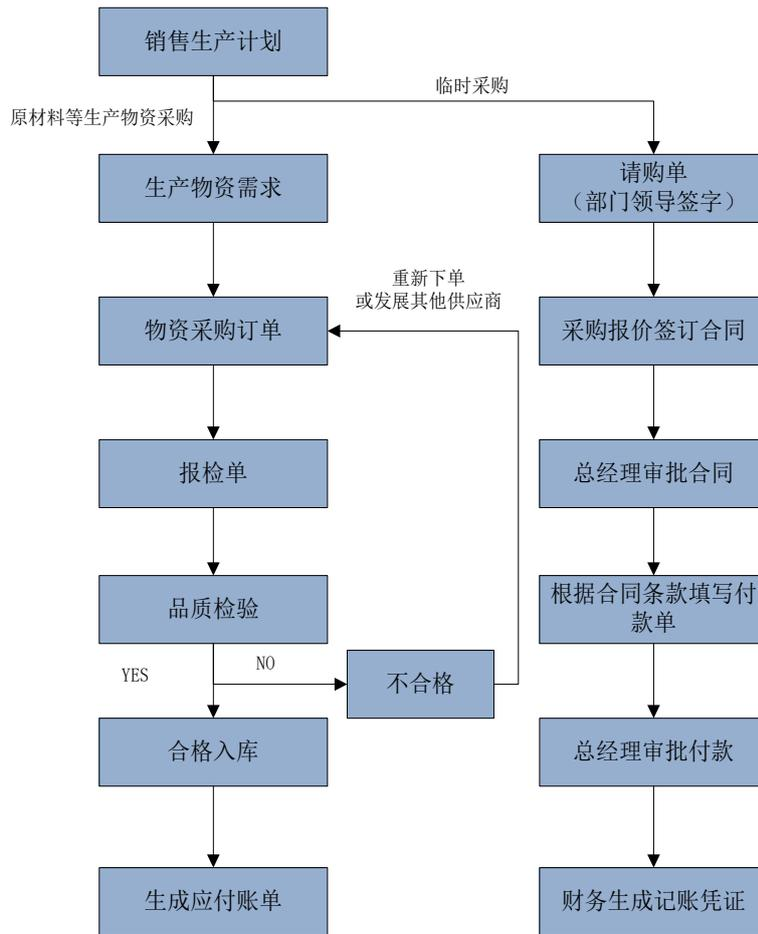 销售生产计划
临时采购
原材料等生产物资采购
生产物资需求
请购单
（部门领导签字）
重新下单
或发展其他供应商
物资采购订单
采购报价签订合同
报检单
总经理审批合同
品质检验
根据合同条款填写付
款单
YES
NO
不合格
合格入库
总经理审批付款
生成应付账单
财务生成记账凭证